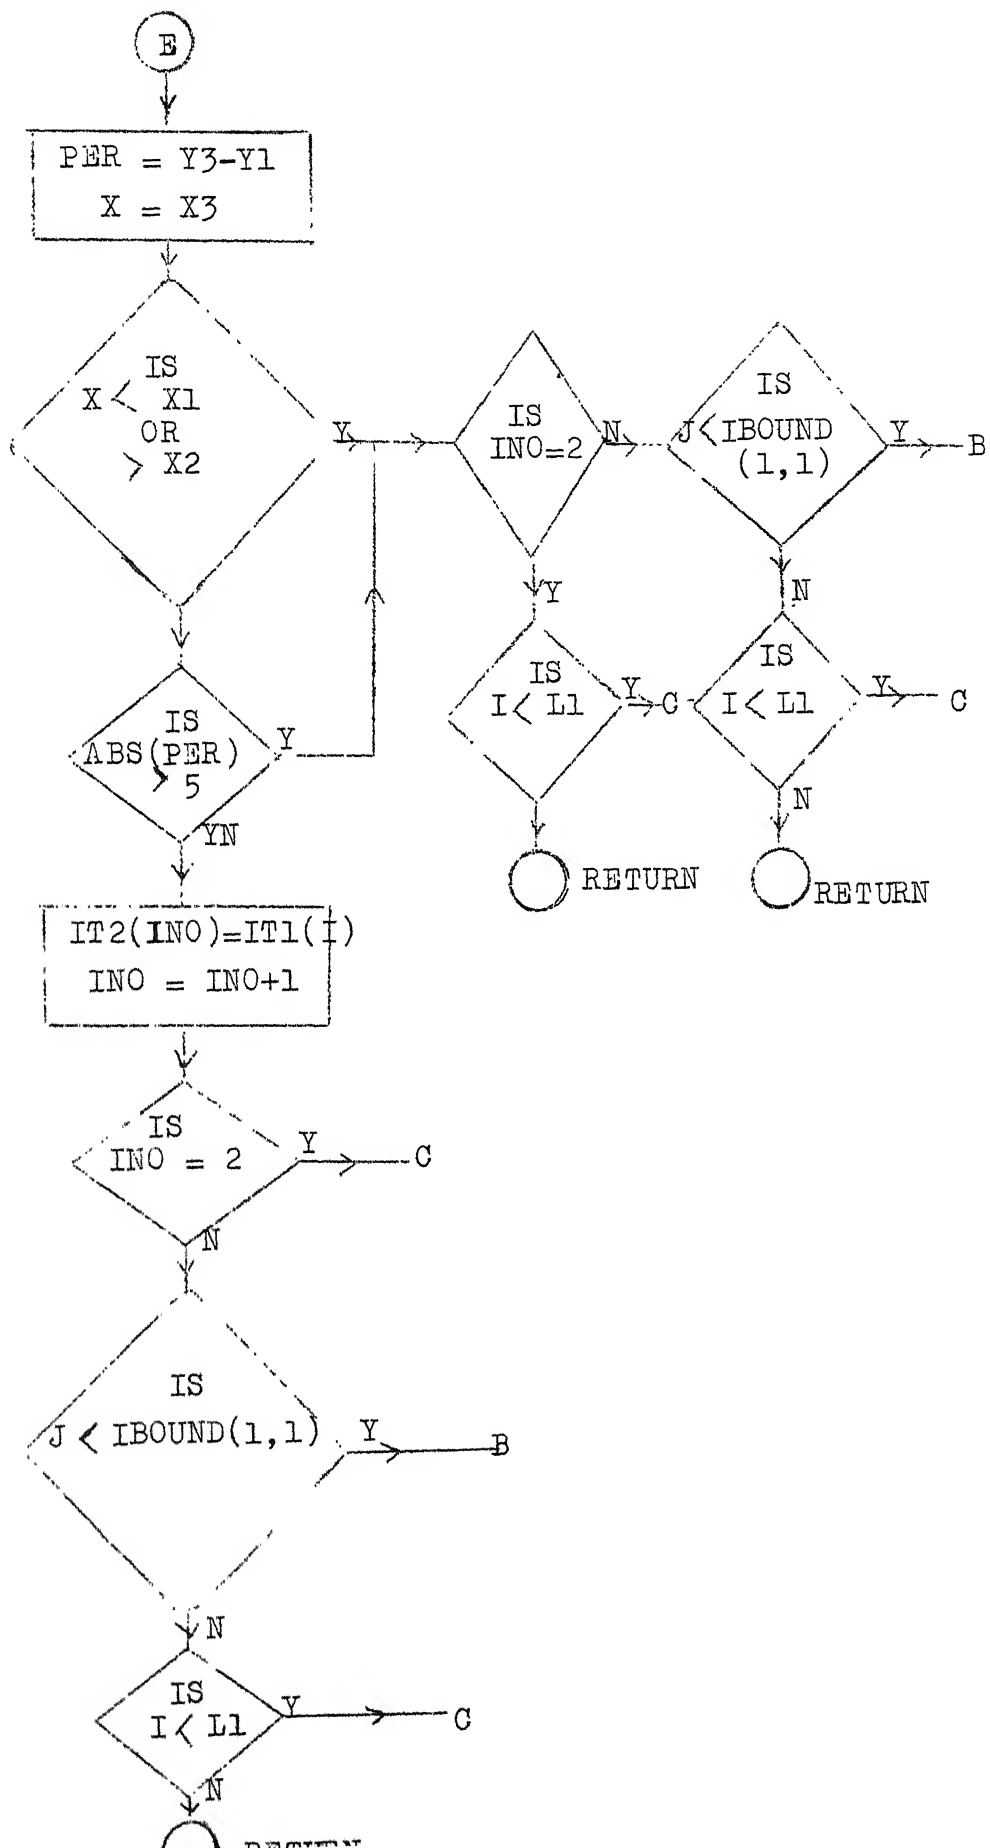 E
PER = Y3-Y1
X = X3
IS
X < X1
OR
> X2
Y
IS
INO=2
N
IS
J<IBOUND
(1,1)
Y
B
Y
N
IS
I< L1
Y
C
IS
I< L1
Y
C
N
RETURN
RETURN
IS
ABS(PER)
> 5
Y
YN
IT2(INO)=IT1(I)
INO = INO+1
IS
INO = 2
Y
C
N
IS
J < IBOUND(1,1)
Y
B
N
IS
I< L1
Y
C
N
RETURN